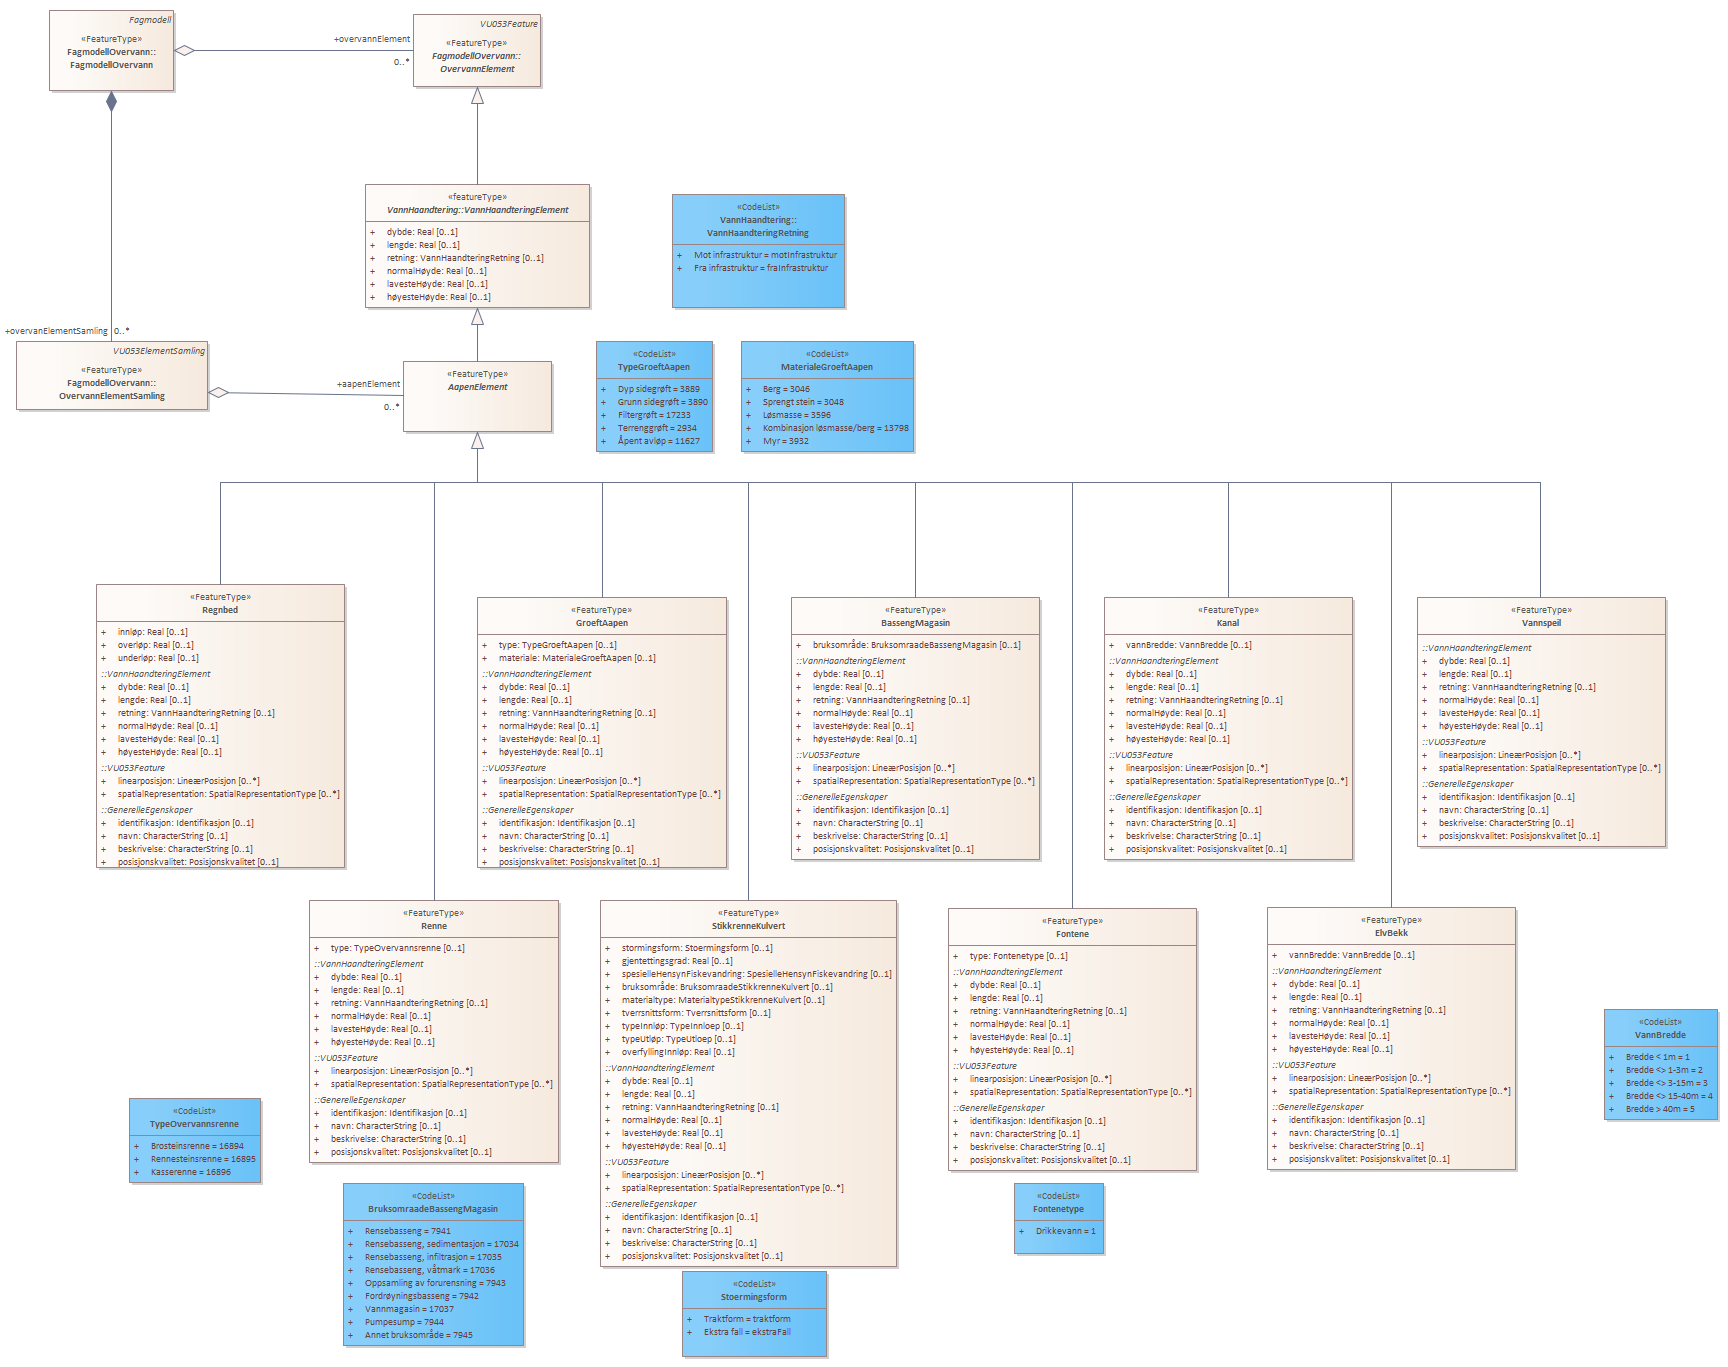 Fagmodell
«FeatureType»
FagmodellOvervann::
FagmodellOvervann
+overvannElement
0..*
VU053Feature
«FeatureType»
FagmodellOvervann::
OvervannElement
«featureType»
VannHaandtering::VannHaandteringElement
+ dybde: Real [0..1]
+ lengde: Real [0..1]
+ retning: VannHaandteringRetning [0..1]
+ normalHøyde: Real [0..1]
+ lavesteHøyde: Real [0..1]
+ høyesteHøyde: Real [0..1]
«CodeList»
VannHaandtering::
VannHaandteringRetning
+ Mot infrastruktur = motInfrastruktur
+ Fra infrastruktur = fraInfrastruktur
+overvanElementSamling 0..*
VU053ElementSamling
«FeatureType»
FagmodellOvervann::
OvervannElementSamling
+aapenElement
0..*
«FeatureType»
AapenElement
«CodeList»
TypeGroeftAapen
+ Dyp sidegrøft = 3889
+ Grunn sidegrøft = 3890
+ Filtergrøft = 17233
+ Terrenggrøft = 2934
+ Åpent avløp = 11627
«CodeList»
MaterialeGroeftAapen
+ Berg = 3046
+ Sprengt stein = 3048
+ Løsmasse = 3596
+ Kombinasjon løsmasse/berg = 13798
+ Myr = 3932
«FeatureType»
Regnbed
+ innløp: Real [0..1]
+ overløp: Real [0..1]
+ underløp: Real [0..1]
::VannHaandteringElement
+ dybde: Real [0..1]
+ lengde: Real [0..1]
+ retning: VannHaandteringRetning [0..1]
+ normalHøyde: Real [0..1]
+ lavesteHøyde: Real [0..1]
+ høyesteHøyde: Real [0..1]
::VU053Feature
+ linearposisjon: LineærPosisjon [0..*]
+ spatialRepresentation: SpatialRepresentationType [0..*]
::GenerelleEgenskaper
+ identifikasjon: Identifikasjon [0..1]
+ navn: CharacterString [0..1]
+ beskrivelse: CharacterString [0..1]
+ posisjonskvalitet: Posisjonskvalitet [0..1]
«FeatureType»
GroeftAapen
+ type: TypeGroeftAapen [0..1]
+ materiale: MaterialeGroeftAapen [0..1]
::VannHaandteringElement
+ dybde: Real [0..1]
+ lengde: Real [0..1]
+ retning: VannHaandteringRetning [0..1]
+ normalHøyde: Real [0..1]
+ lavesteHøyde: Real [0..1]
+ høyesteHøyde: Real [0..1]
::VU053Feature
+ linearposisjon: LineærPosisjon [0..*]
+ spatialRepresentation: SpatialRepresentationType [0..*]
::GenerelleEgenskaper
+ identifikasjon: Identifikasjon [0..1]
+ navn: CharacterString [0..1]
+ beskrivelse: CharacterString [0..1]
+ posisjonskvalitet: Posisjonskvalitet [0..1]
«FeatureType»
BassengMagasin
+ bruksområde: BruksomraadeBassengMagasin [0..1]
::VannHaandteringElement
+ dybde: Real [0..1]
+ lengde: Real [0..1]
+ retning: VannHaandteringRetning [0..1]
+ normalHøyde: Real [0..1]
+ lavesteHøyde: Real [0..1]
+ høyesteHøyde: Real [0..1]
::VU053Feature
+ linearposisjon: LineærPosisjon [0..*]
+ spatialRepresentation: SpatialRepresentationType [0..*]
::GenerelleEgenskaper
+ identifikasjon: Identifikasjon [0..1]
+ navn: CharacterString [0..1]
+ beskrivelse: CharacterString [0..1]
+ posisjonskvalitet: Posisjonskvalitet [0..1]
«FeatureType»
Kanal
+ vannBredde: VannBredde [0..1]
::VannHaandteringElement
+ dybde: Real [0..1]
+ lengde: Real [0..1]
+ retning: VannHaandteringRetning [0..1]
+ normalHøyde: Real [0..1]
+ lavesteHøyde: Real [0..1]
+ høyesteHøyde: Real [0..1]
::VU053Feature
+ linearposisjon: LineærPosisjon [0..*]
+ spatialRepresentation: SpatialRepresentationType [0..*]
::GenerelleEgenskaper
+ identifikasjon: Identifikasjon [0..1]
+ navn: CharacterString [0..1]
+ beskrivelse: CharacterString [0..1]
+ posisjonskvalitet: Posisjonskvalitet [0..1]
«FeatureType»
Vannspeil
::VannHaandteringElement
+ dybde: Real [0..1]
+ lengde: Real [0..1]
+ retning: VannHaandteringRetning [0..1]
+ normalHøyde: Real [0..1]
+ lavesteHøyde: Real [0..1]
+ høyesteHøyde: Real [0..1]
::VU053Feature
+ linearposisjon: LineærPosisjon [0..*]
+ spatialRepresentation: SpatialRepresentationType [0..*]
::GenerelleEgenskaper
+ identifikasjon: Identifikasjon [0..1]
+ navn: CharacterString [0..1]
+ beskrivelse: CharacterString [0..1]
+ posisjonskvalitet: Posisjonskvalitet [0..1]
«FeatureType»
Renne
+ type: TypeOvervannsrenne [0..1]
::VannHaandteringElement
+ dybde: Real [0..1]
+ lengde: Real [0..1]
+ retning: VannHaandteringRetning [0..1]
+ normalHøyde: Real [0..1]
+ lavesteHøyde: Real [0..1]
+ høyesteHøyde: Real [0..1]
::VU053Feature
+ linearposisjon: LineærPosisjon [0..*]
+ spatialRepresentation: SpatialRepresentationType [0..*]
::GenerelleEgenskaper
+ identifikasjon: Identifikasjon [0..1]
+ navn: CharacterString [0..1]
+ beskrivelse: CharacterString [0..1]
+ posisjonskvalitet: Posisjonskvalitet [0..1]
«FeatureType»
StikkrenneKulvert
+ stormingsform: Stoermingsform [0..1]
+ gjentettingsgrad: Real [0..1]
+ spesielleHensynFiskevandring: SpesielleHensynFiskevandring [0..1]
+ bruksområde: BruksomraadeStikkrenneKulvert [0..1]
+ materialtype: MaterialtypeStikkrenneKulvert [0..1]
+ tverrsnittsform: Tverrsnittsform [0..1]
+ typeInnløp: TypeInnloep [0..1]
+ typeUtløp: TypeUtloep [0..1]
+ overfyllingInnløp: Real [0..1]
::VannHaandteringElement
+ dybde: Real [0..1]
+ lengde: Real [0..1]
+ retning: VannHaandteringRetning [0..1]
+ normalHøyde: Real [0..1]
+ lavesteHøyde: Real [0..1]
+ høyesteHøyde: Real [0..1]
::VU053Feature
+ linearposisjon: LineærPosisjon [0..*]
+ spatialRepresentation: SpatialRepresentationType [0..*]
::GenerelleEgenskaper
+ identifikasjon: Identifikasjon [0..1]
+ navn: CharacterString [0..1]
+ beskrivelse: CharacterString [0..1]
+ posisjonskvalitet: Posisjonskvalitet [0..1]
«FeatureType»
Fontene
+ type: Fontenetype [0..1]
::VannHaandteringElement
+ dybde: Real [0..1]
+ lengde: Real [0..1]
+ retning: VannHaandteringRetning [0..1]
+ normalHøyde: Real [0..1]
+ lavesteHøyde: Real [0..1]
+ høyesteHøyde: Real [0..1]
::VU053Feature
+ linearposisjon: LineærPosisjon [0..*]
+ spatialRepresentation: SpatialRepresentationType [0..*]
::GenerelleEgenskaper
+ identifikasjon: Identifikasjon [0..1]
+ navn: CharacterString [0..1]
+ beskrivelse: CharacterString [0..1]
+ posisjonskvalitet: Posisjonskvalitet [0..1]
«FeatureType»
ElvBekk
+ vannBredde: VannBredde [0..1]
::VannHaandteringElement
+ dybde: Real [0..1]
+ lengde: Real [0..1]
+ retning: VannHaandteringRetning [0..1]
+ normalHøyde: Real [0..1]
+ lavesteHøyde: Real [0..1]
+ høyesteHøyde: Real [0..1]
::VU053Feature
+ linearposisjon: LineærPosisjon [0..*]
+ spatialRepresentation: SpatialRepresentationType [0..*]
::GenerelleEgenskaper
+ identifikasjon: Identifikasjon [0..1]
+ navn: CharacterString [0..1]
+ beskrivelse: CharacterString [0..1]
+ posisjonskvalitet: Posisjonskvalitet [0..1]
«CodeList»
VannBredde
+ Bredde < 1m = 1
+ Bredde <> 1-3m = 2
+ Bredde <> 3-15m = 3
+ Bredde <> 15-40m = 4
+ Bredde > 40m = 5
«CodeList»
TypeOvervannsrenne
+ Brosteinsrenne = 16894
+ Rennesteinsrenne = 16895
+ Kasserenne = 16896
«CodeList»
BruksomraadeBassengMagasin
+ Rensebasseng = 7941
+ Rensebasseng, sedimentasjon = 17034
+ Rensebasseng, infiltrasjon = 17035
+ Rensebasseng, våtmark = 17036
+ Oppsamling av forurensning = 7943
+ Fordrøyningsbasseng = 7942
+ Vannmagasin = 17037
+ Pumpesump = 7944
+ Annet bruksområde = 7945
«CodeList»
Fontenetype
+ Drikkevann = 1
«CodeList»
Stoermingsform
+ Traktform = traktform
+ Ekstra fall = ekstraFall